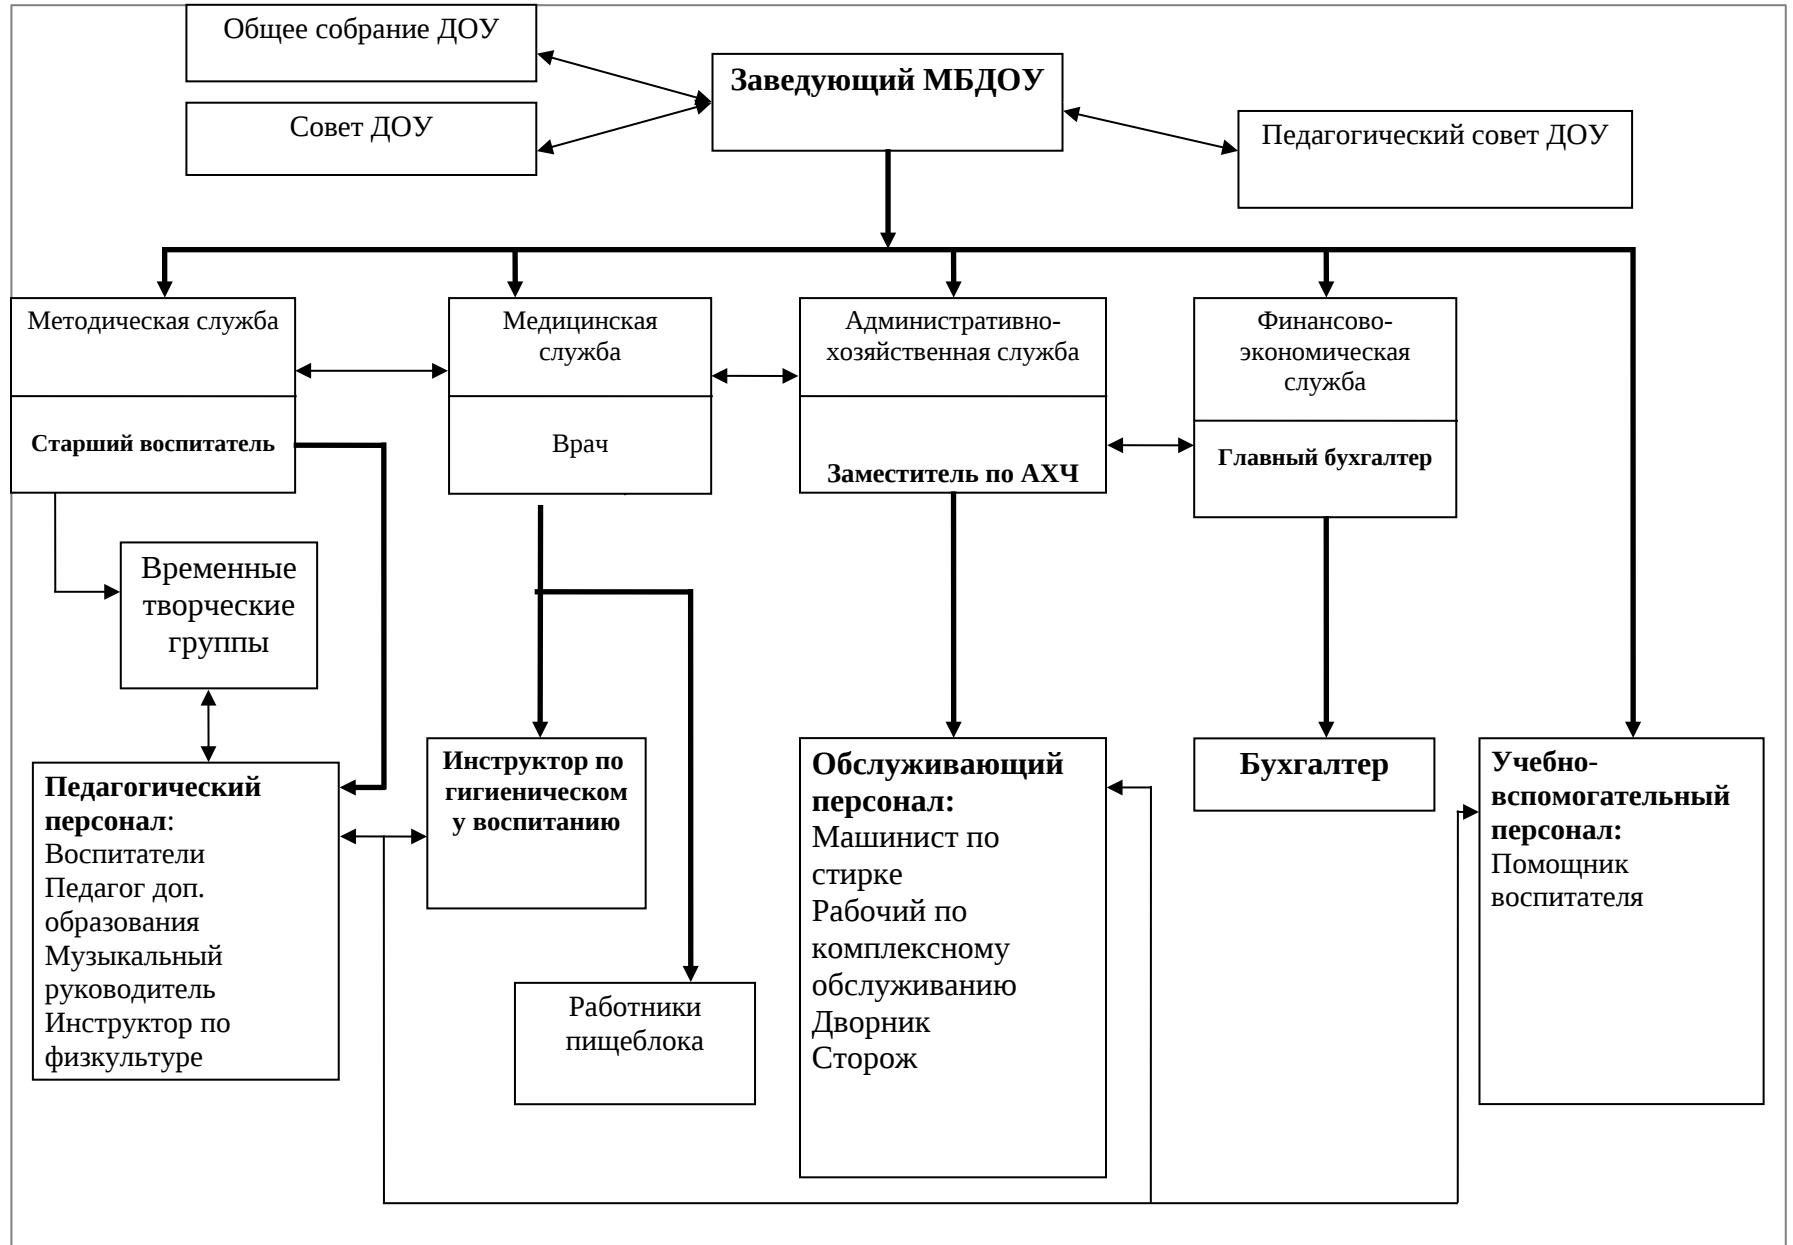 Общее собрание ДОУ
Заведующий МБДОУ
Совет ДОУ
Педагогический совет ДОУ
Методическая служба
Старший воспитатель
Медицинская
служба
Врач
Административно-
хозяйственная служба
Заместитель по АХЧ
Финансово-
экономическая
служба
Главный бухгалтер
Временные
творческие
группы
Педагогический
персонал:
Воспитатели
Педагог доп.
образования
Музыкальный
руководитель
Инструктор по
физкультуре
Инструктор по
гигиеническом
у воспитанию
Работники
пищеблока
Обслуживающий
персонал:
Машинист по
стирке
Рабочий по
комплексному
обслуживанию
Дворник
Сторож
Бухгалтер
Учебно-
вспомогательный
персонал:
Помощник
воспитателя